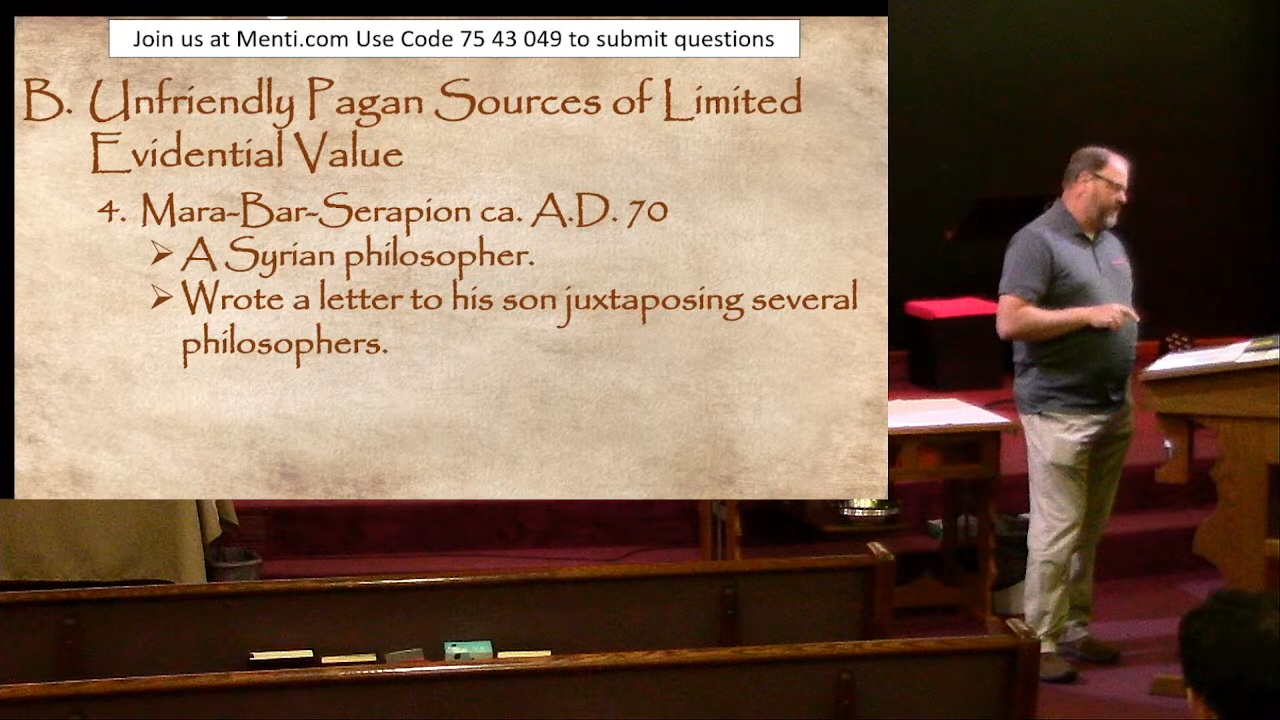 Join us at Menti.com Use Code 75 43 049 to submit questions
B. Unfriendly Pagan Sources of Limited
Evidential Value
4. Mara-Bar-Serapion ca. A.D. 70
➢ A Syrian philosopher.
➢ Wrote a letter to his son juxtaposing several
philosophers.